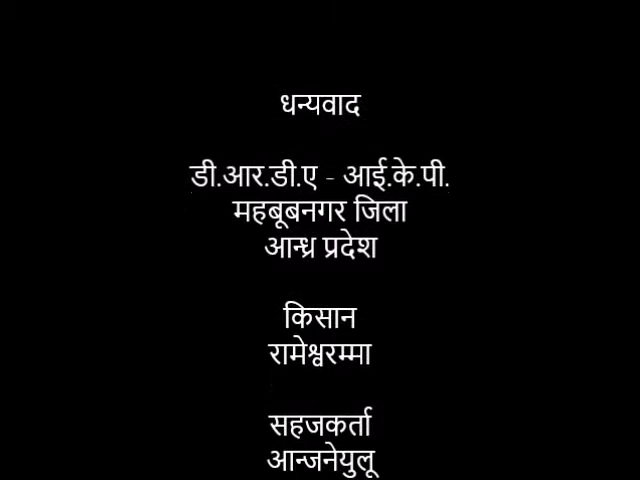 धन्यवाद
डी.आर.डी.ए - आई.के.पी.
महबूबनगर जिला
आन्ध्र प्रदेश
किसान
रामेश्वरम्मा
सहजकर्ता
आन्जनेयुलू